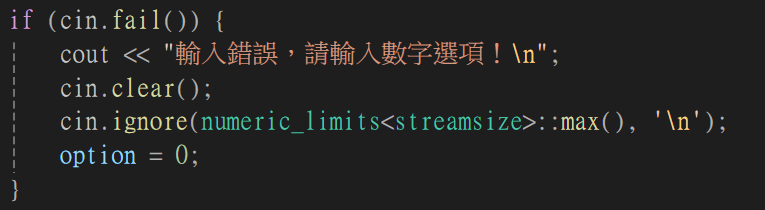 if (cin.fail()) {
cout << "輸入錯誤，請輸入數字選項！\n";
cin.clear();
cin.ignore(numeric_limits<streamsize>::max(), '\n');
option = 0;
}